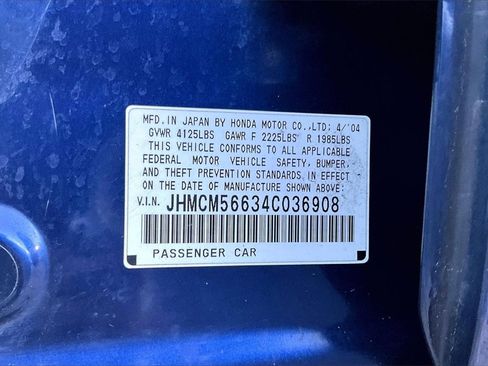 MFD.IN JAPAN BY HONDA MOTOR CO.,LTD: 4/'04
GVWR 4125LBS GAWR F 2225LBS R 1985LBS
THIS VEHICLE CONFORMS TO ALL APPLICABLE
FEDERAL MOTOR VEHICLE SAFETY, BUMPER,
AND THEFT PREVENTION STANDARDS IN EFFECT
ON THE DATE OF MANUFACTURE SHOWN ABOVE:
V.I.N. JHMCM56634C036908
PASSENGER CAR